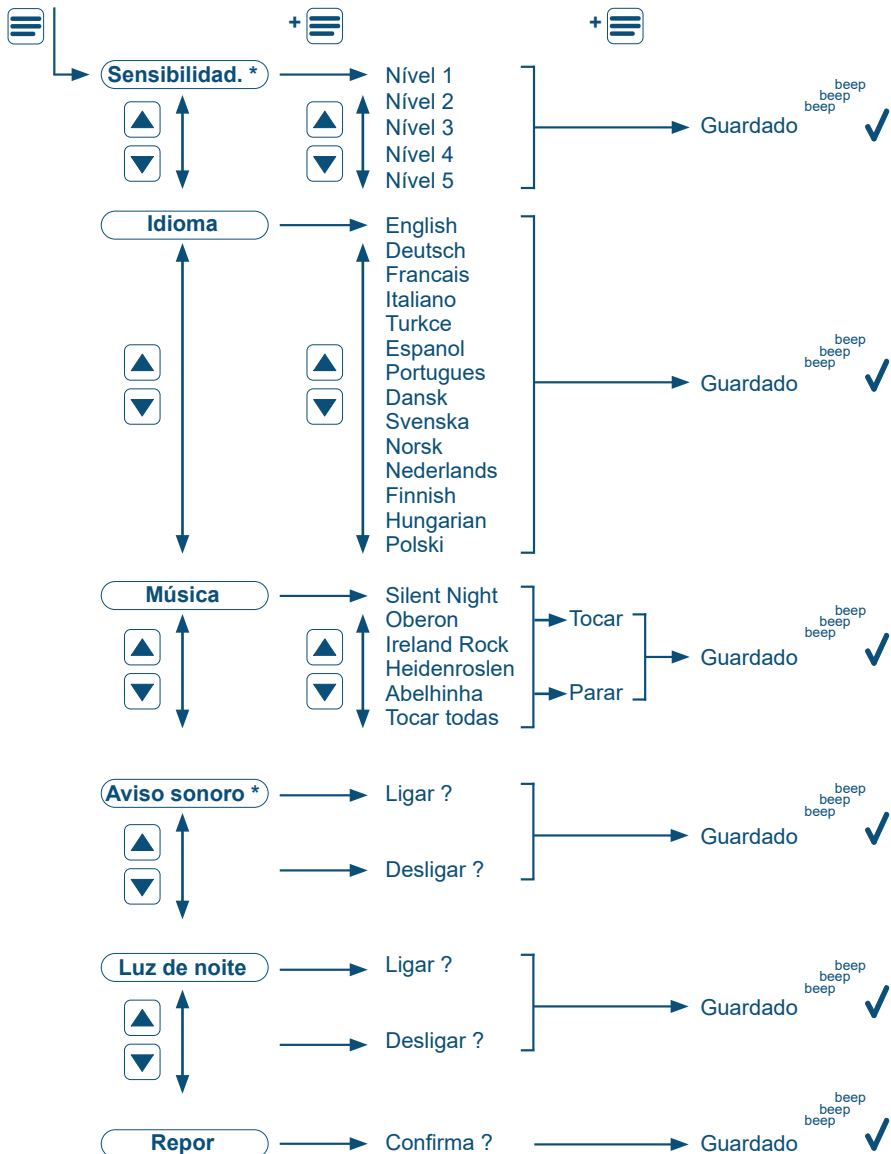 +
+
Sensibilidad. *
Nível 1
Nível 2
Nível 3
Nível 4
Nível 5
Guardado
beep
beep
beep
Idioma
English
Deutsch
Francais
Italiano
Turkce
Espanol
Portugues
Dansk
Svenska
Norsk
Nederlands
Finnish
Hungarian
Polski
Guardado
beep
beep
beep
Música
Silent Night
Oberon
Ireland Rock
Heidenroslen
Abelhinha
Tocar todas
Tocar
Parar
Guardado
beep
beep
beep
Aviso sonoro *
Ligar ?
Desligar ?
Guardado
beep
beep
beep
Luz de noite
Ligar ?
Desligar ?
Guardado
beep
beep
beep
Repor
Confirma ?
Guardado
beep
beep
beep